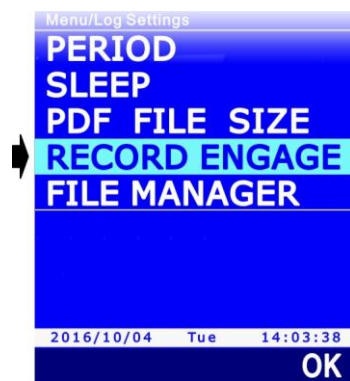 Menu/Log Settings
PERIOD
SLEEP
PDF FILE SIZE
RECORD ENGAGE
FILE MANAGER
2016/10/04 Tue 14:03:38
OK